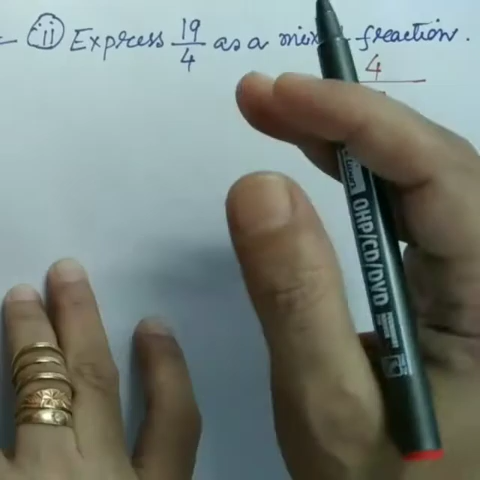 (ii) Express 19/4 as a fraction.
4
OHP/CD/DVD